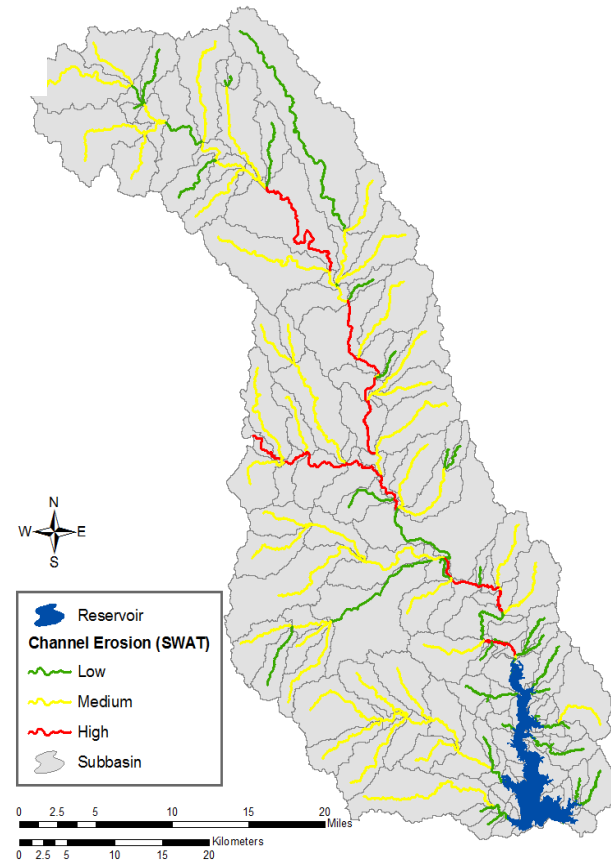 N
W E
S
Reservoir
Channel Erosion (SWAT)
Low
Medium
High
Subbasin
0 2.5 5 10 15 20
Miles
Kilometers
0 2.5 5 10 15 20